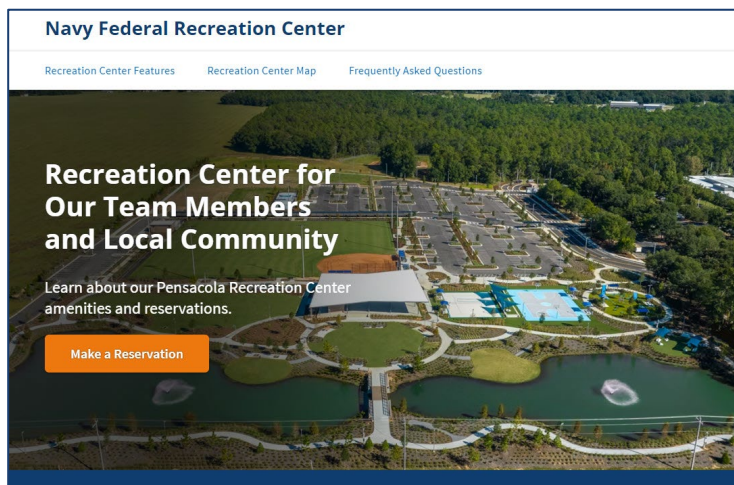 Navy Federal Recreation Center
Recreation Center Features
Recreation Center Map
Frequently Asked Questions
Recreation Center for
Our Team Members
and Local Community
Learn about our Pensacola Recreation Center
amenities and reservations.
Make a Reservation